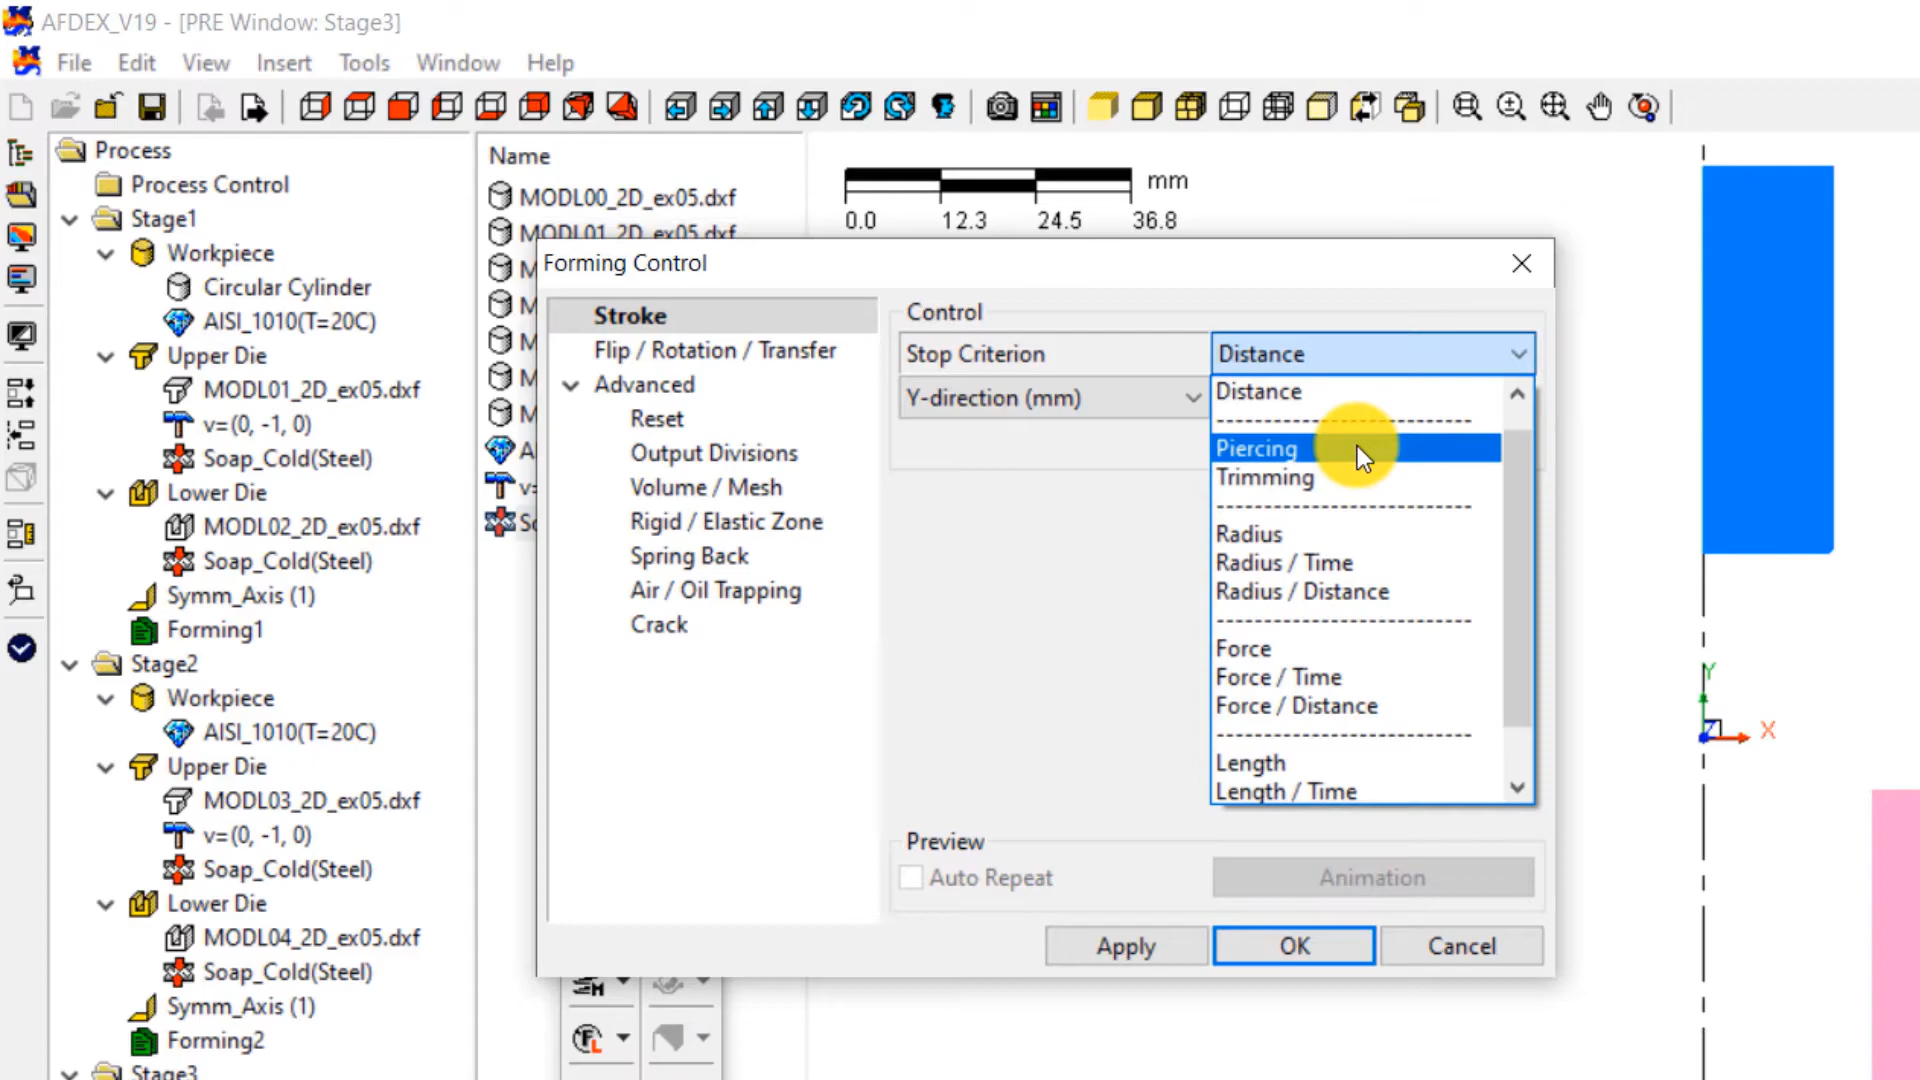 AFDEX_V19 - [PRE Window: Stage3]
File Edit View Insert Tools Window Help
Process
Process Control
Stage1
Workpiece
Circular Cylinder
AISI_1010(T=20C)
Upper Die
MODL01_2D_ex05.dxf
v=(0, -1, 0)
Soap_Cold(Steel)
Lower Die
MODL02_2D_ex05.dxf
Soap_Cold(Steel)
Symm_Axis (1)
Forming1
Stage2
Workpiece
AISI_1010(T=20C)
Upper Die
MODL03_2D_ex05.dxf
v=(0, -1, 0)
Soap_Cold(Steel)
Lower Die
MODL04_2D_ex05.dxf
Soap_Cold(Steel)
Symm_Axis (1)
Forming2
Stage3
Name
MODL00_2D_ex05.dxf
MODL01_2D_ex05.dxf
mm
0.0 12.3 24.5 36.8
Forming Control
Stroke
Flip / Rotation / Transfer
Advanced
Reset
Output Divisions
Volume / Mesh
Rigid / Elastic Zone
Spring Back
Air / Oil Trapping
Crack
Control
Stop Criterion
Distance
Y-direction (mm)
Distance
---------------------------
Piercing
Trimming
---------------------------
Radius
Radius / Time
Radius / Distance
---------------------------
Force
Force / Time
Force / Distance
---------------------------
Length
Length / Time
Preview
Auto Repeat
Animation
Apply
OK
Cancel
Y
Z
X